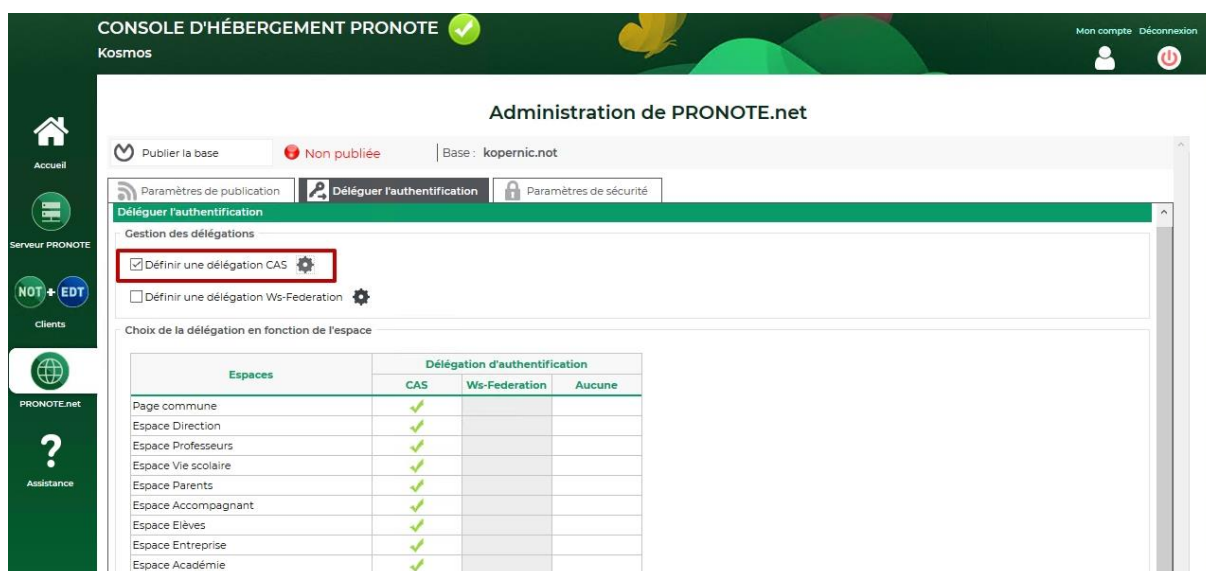 CONSOLE D'HÉBERGEMENT PRONOTE
Kosmos
Mon compte Déconnexion
Accueil
Serveur PRONOTE
NOT + EDT
Clients
PRONOTE.net
?
Assistance
Administration de PRONOTE.net
Publier la base Non publiée Base : kopernic.not
Paramètres de publication Déléguer l'authentification Paramètres de sécurité
Déléguer l'authentification
Gestion des délégations
Définir une délégation CAS
Définir une délégation Ws-Federation
Choix de la délégation en fonction de l'espace
Espaces Délégation d'authentification
CAS Ws-Federation Aucune
Page commune
Espace Direction
Espace Professeurs
Espace Vie scolaire
Espace Parents
Espace Accompagnant
Espace Elèves
Espace Entreprise
Espace Académie